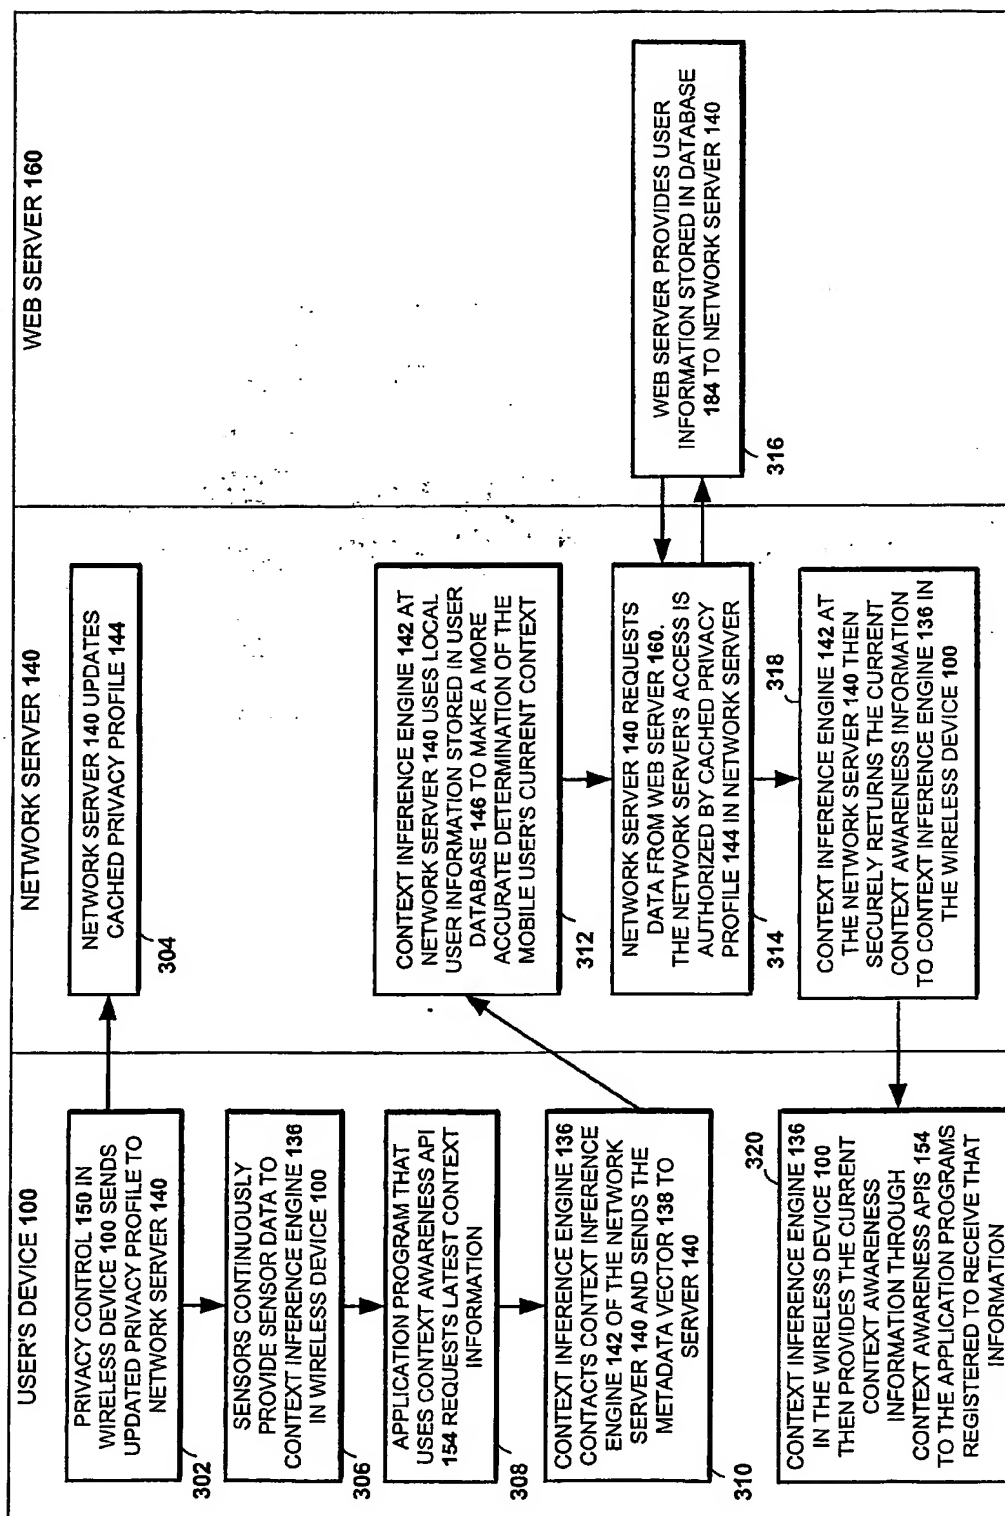 USER'S DEVICE 100
PRIVACY CONTROL 150 IN
WIRELESS DEVICE 100 SENDS
UPDATED PRIVACY PROFILE TO
NETWORK SERVER 140
302
SENSORS CONTINUOUSLY
PROVIDE SENSOR DATA TO
CONTEXT INFERENCE ENGINE 136
IN WIRELESS DEVICE 100
306
APPLICATION PROGRAM THAT
USES CONTEXT AWARENESS API
154 REQUESTS LATEST CONTEXT
INFORMATION
308
CONTEXT INFERENCE ENGINE 136
CONTACTS CONTEXT INFERENCE
ENGINE 142 OF THE NETWORK
SERVER 140 AND SENDS THE
METADATA VECTOR 138 TO
SERVER 140
310
320
CONTEXT INFERENCE ENGINE 136
IN THE WIRELESS DEVICE 100
THEN PROVIDES THE CURRENT
CONTEXT AWARENESS
INFORMATION THROUGH
CONTEXT AWARENESS APIS 154
TO THE APPLICATION PROGRAMS
REGISTERED TO RECEIVE THAT
INFORMATION
NETWORK SERVER 140
NETWORK SERVER 140 UPDATES
CACHED PRIVACY PROFILE 144
304
CONTEXT INFERENCE ENGINE 142 AT
NETWORK SERVER 140 USES LOCAL
USER INFORMATION STORED IN USER
DATABASE 146 TO MAKE A MORE
ACCURATE DETERMINATION OF THE
MOBILE USER'S CURRENT CONTEXT
312
NETWORK SERVER 140 REQUESTS
DATA FROM WEB SERVER 160.
THE NETWORK SERVER'S ACCESS IS
AUTHORIZED BY CACHED PRIVACY
PROFILE 144 IN NETWORK SERVER
314
318
CONTEXT INFERENCE ENGINE 142 AT
THE NETWORK SERVER 140 THEN
SECURELY RETURNS THE CURRENT
CONTEXT AWARENESS INFORMATION
TO CONTEXT INFERENCE ENGINE 136 IN
THE WIRELESS DEVICE 100
WEB SERVER 160
WEB SERVER PROVIDES USER
INFORMATION STORED IN DATABASE
184 TO NETWORK SERVER 140
316